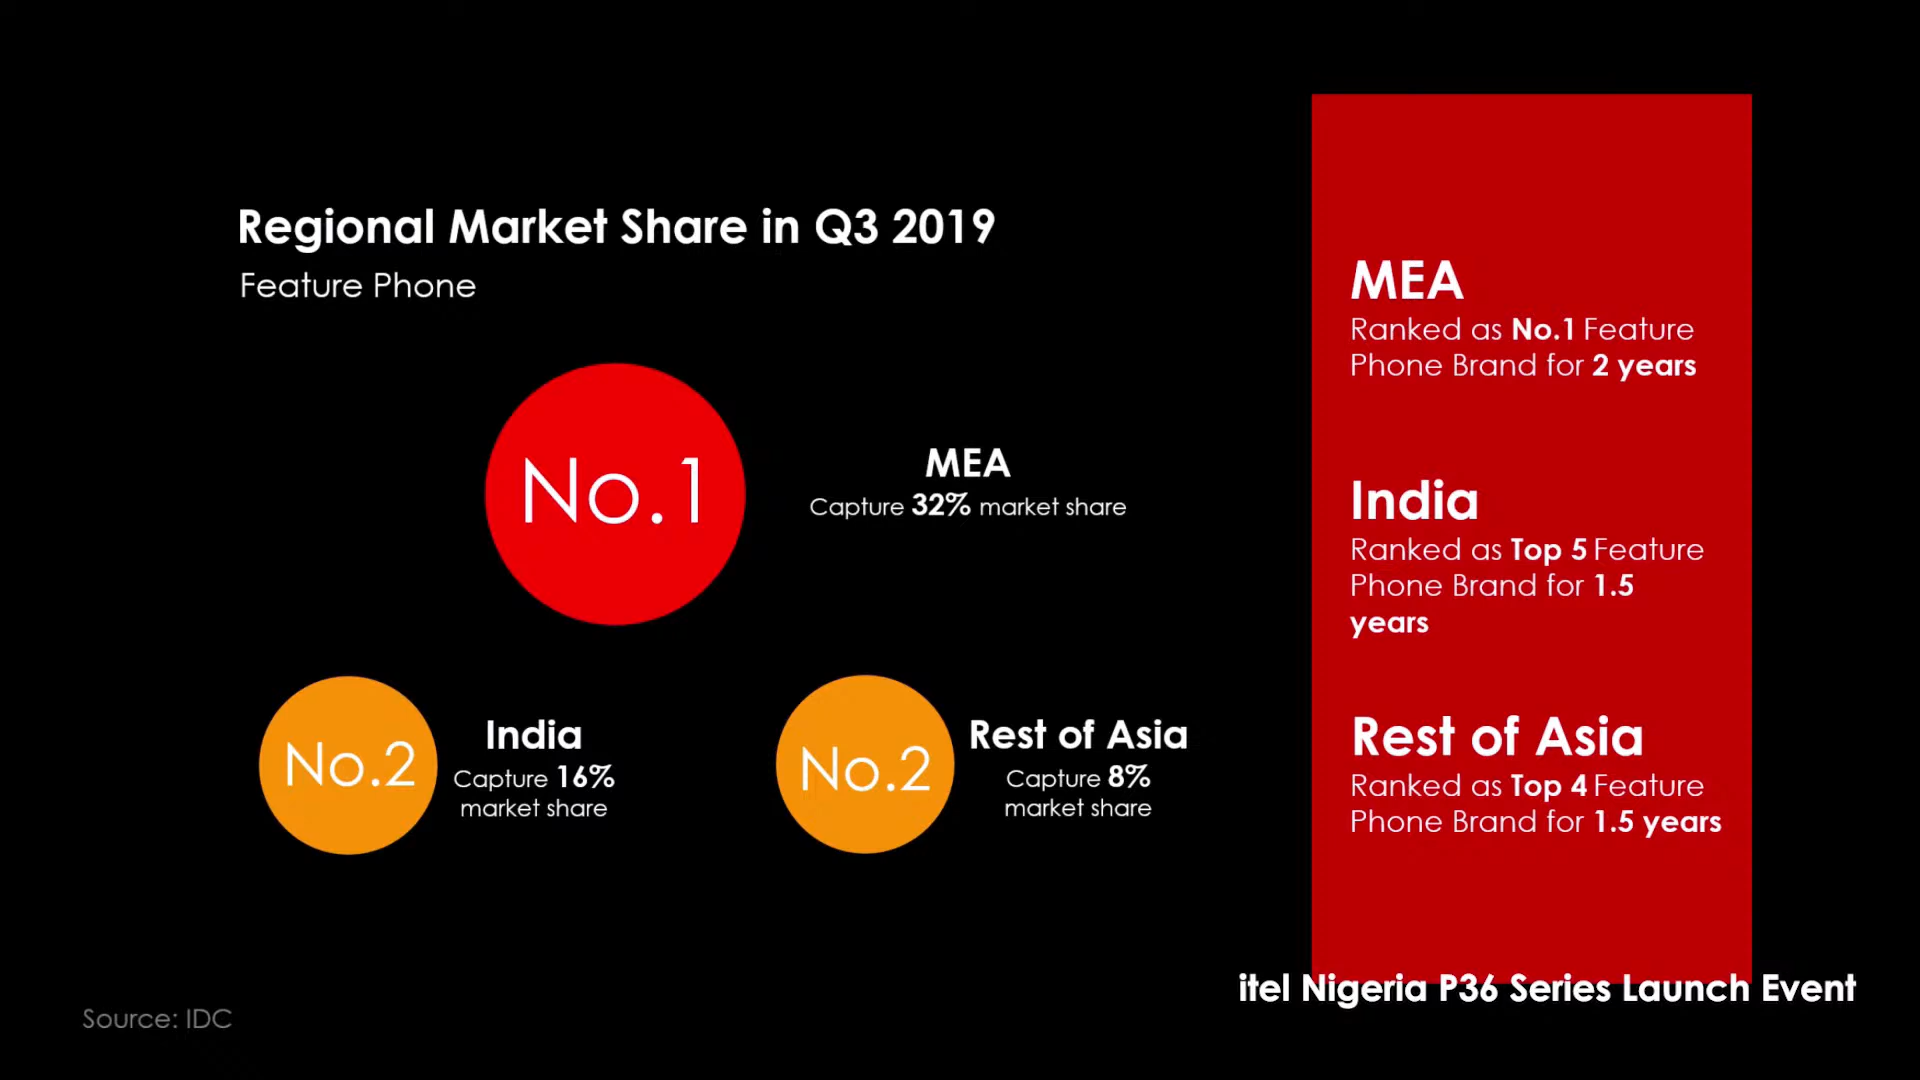 Regional Market Share in Q3 2019
Feature Phone
No.1
MEA
Capture 32% market share
No.2
India
Capture 16%
market share
No.2
Rest of Asia
Capture 8%
market share
MEA
Ranked as No.1 Feature
Phone Brand for 2 years
India
Ranked as Top 5 Feature
Phone Brand for 1.5
years
Rest of Asia
Ranked as Top 4 Feature
Phone Brand for 1.5 years
itel Nigeria P36 Series Launch Event
Source: IDC